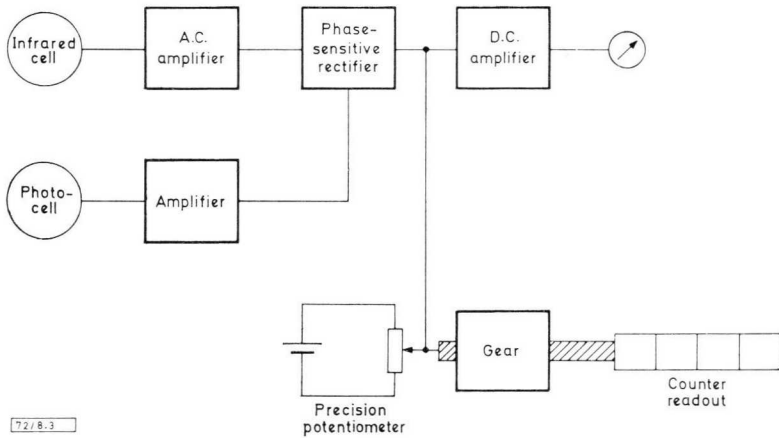 Infrared
cell
A.C.
amplifier
Phase-
sensitive
rectifier
D.C.
amplifier
Photo-
cell
Amplifier
Gear
Counter
readout
Precision
potentiometer
72/8.3